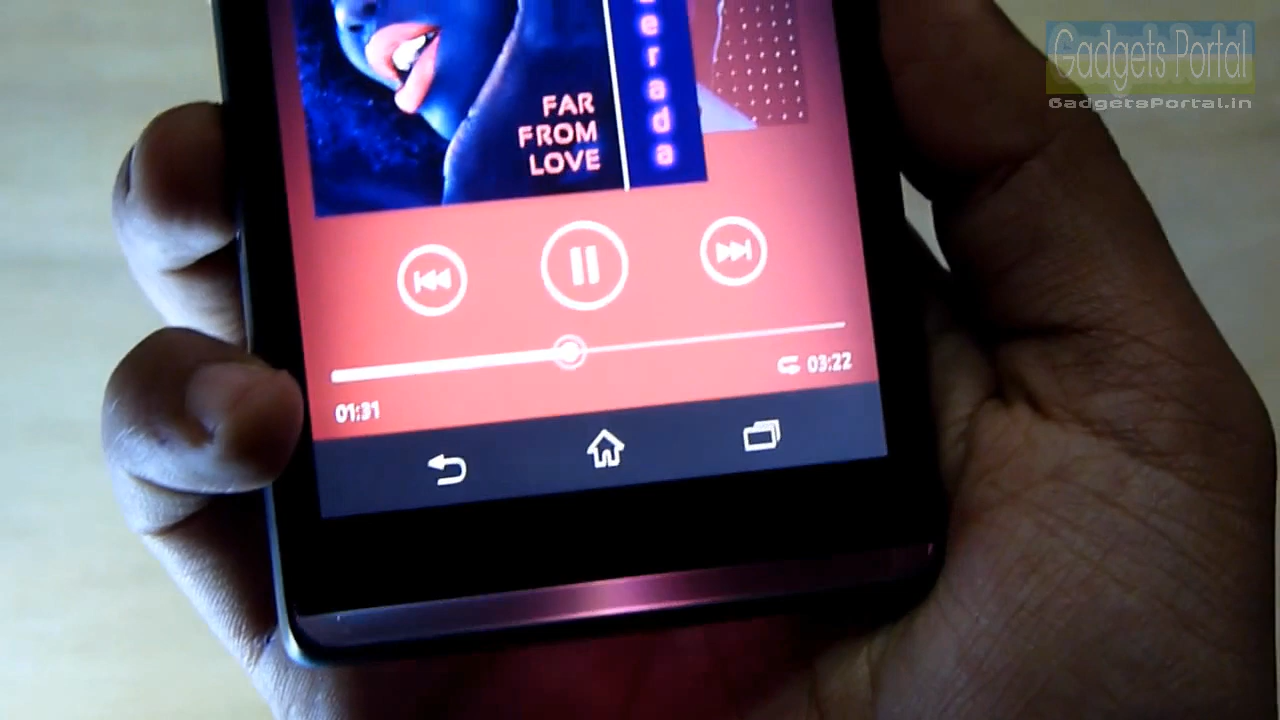 Gadgets Portal
GadgetsPortal.in
erada
FAR
FROM
LOVE
01:31
03:22